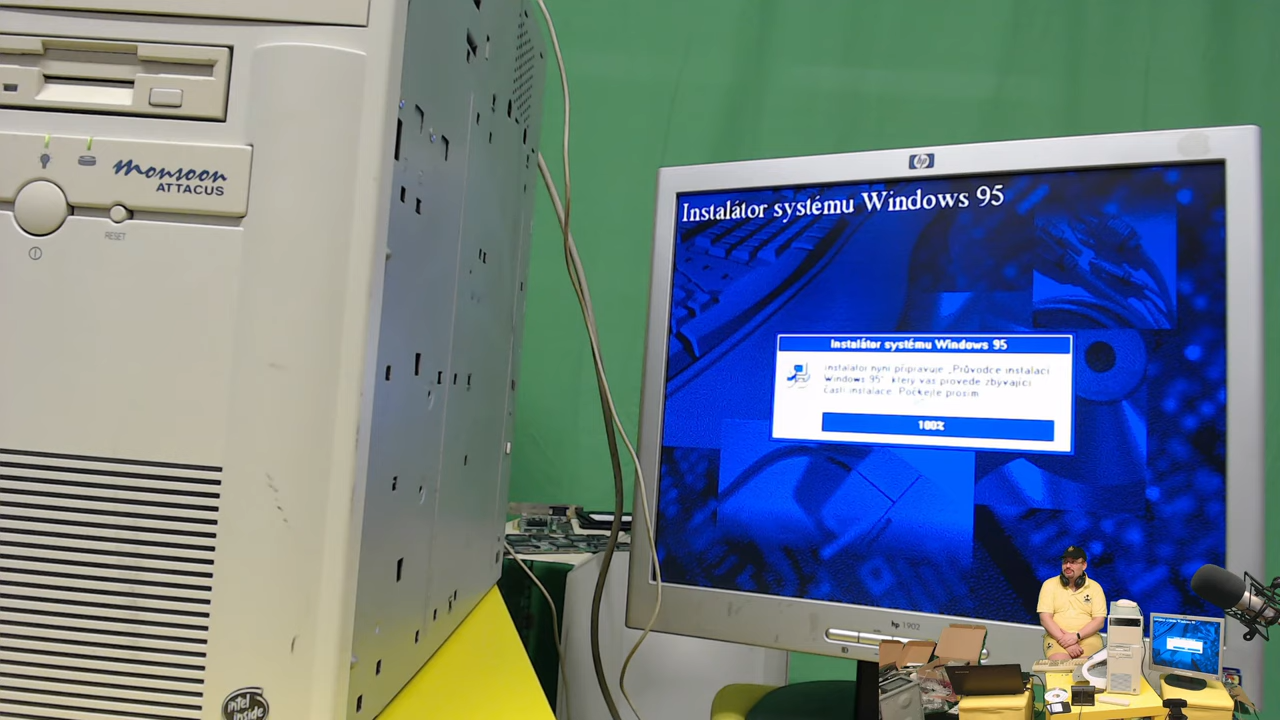 Monsoon
ATTACUS
RESET
intel
inside
hp
Instalátor systému Windows 95
Instalátor systému Windows 95
Instalátor nyní připravuje „Průvodce instalací
Windows 95“ který vás provede zbývající
částí instalace. Počkejte prosím
100%
hp 1902